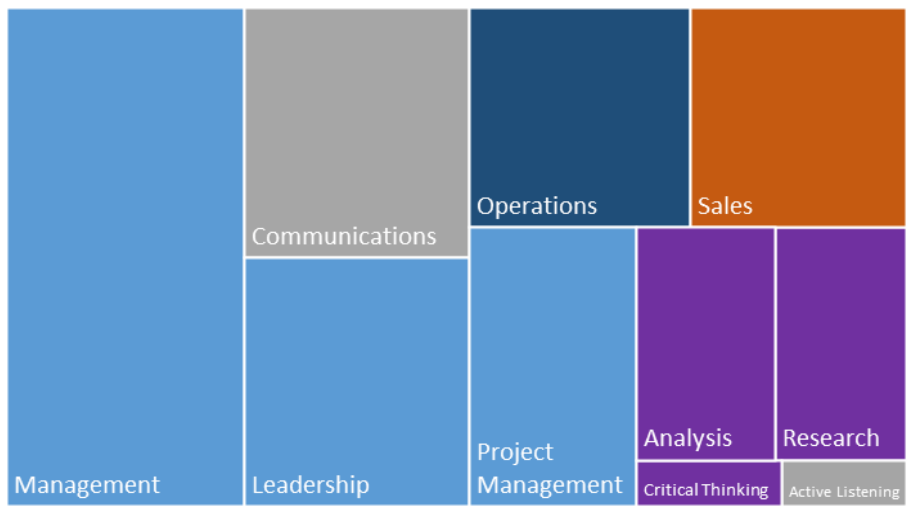 Management
Communications
Leadership
Operations
Sales
Project
Management
Analysis
Research
Critical Thinking
Active Listening